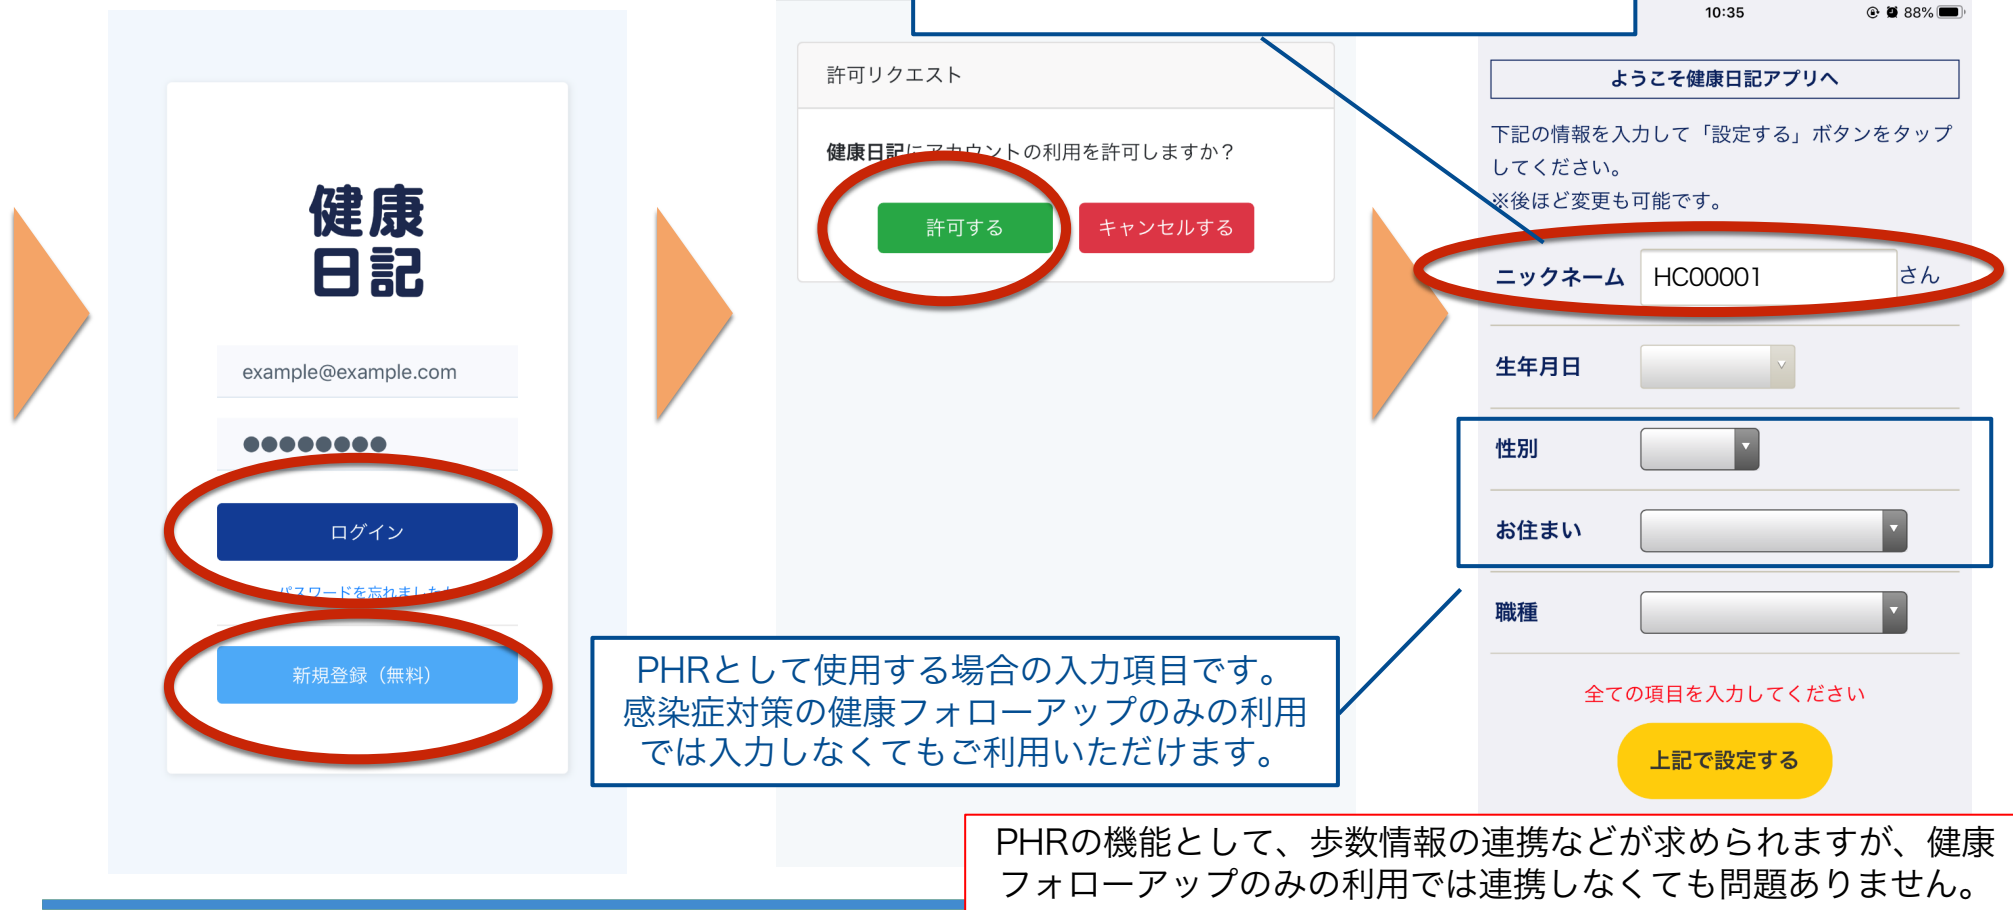 健康
日記
example@example.com
●●●●●●●●
ログイン
パスワードを忘れました
新規登録（無料）
許可リクエスト
健康日記にアカウントの利用を許可しますか？
許可する
キャンセルする
PHRとして使用する場合の入力項目です。
感染症対策の健康フォローアップのみの利用
では入力しなくてもご利用いただけます。
10:35
88%
ようこそ健康日記アプリへ
下記の情報を入力して「設定する」ボタンをタップ
してください。
※後ほど変更も可能です。
ニックネーム HC00001 さん
生年月日
性別
お住まい
職種
全ての項目を入力してください
上記で設定する
PHRの機能として、歩数情報の連携などが求められますが、健康
フォローアップのみの利用では連携しなくても問題ありません。